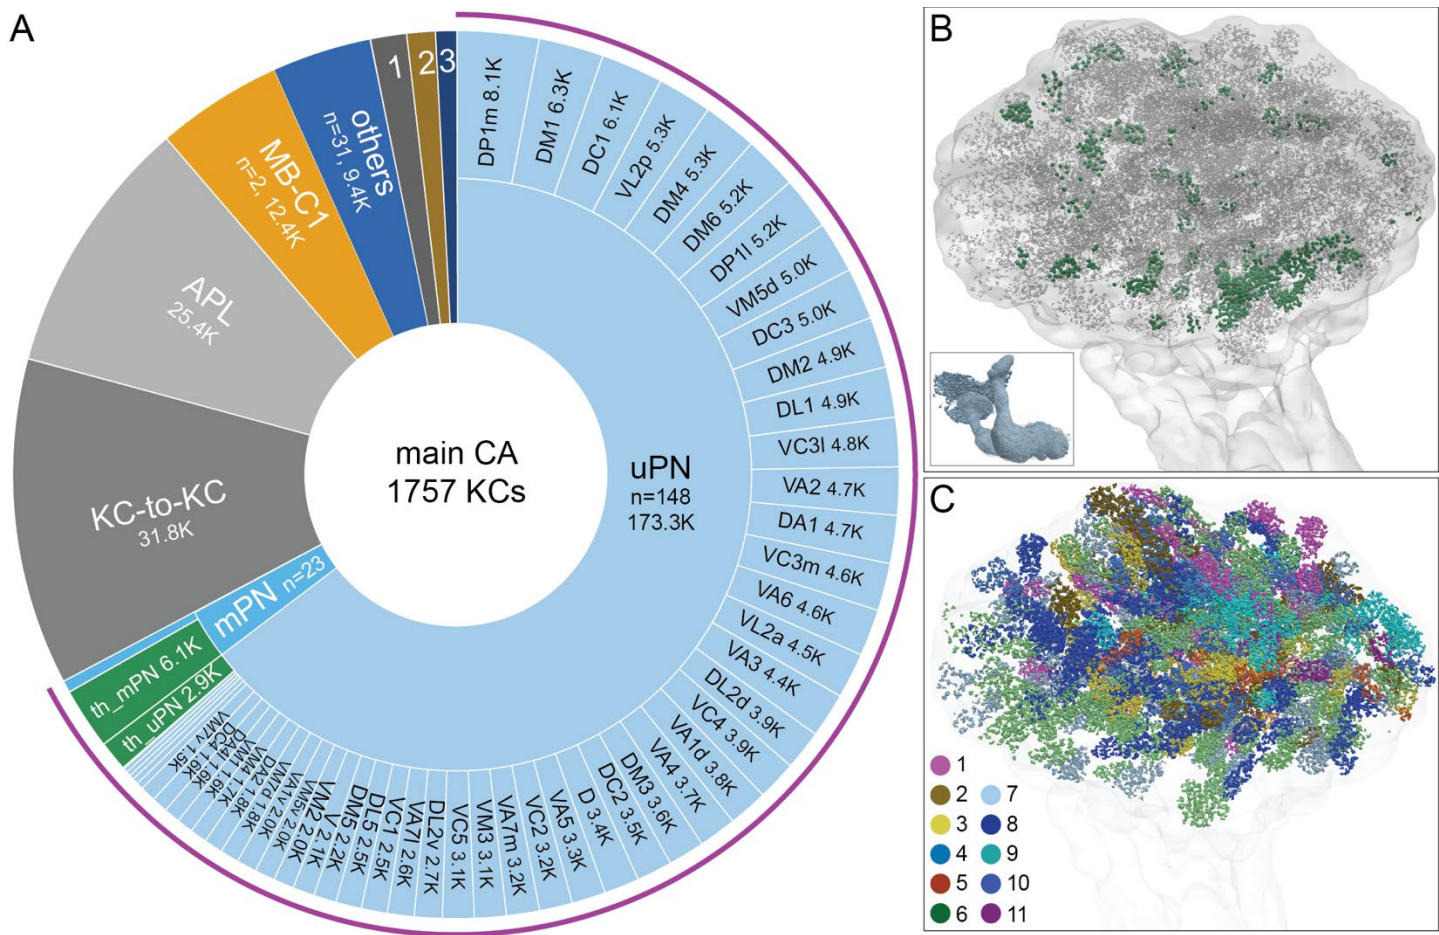 A
1
2
3
others
n=31, 9.4K
MB-C1
n=2, 12.4K
APL
25.4K
KC-to-KC
31.8K
mPN n=23
th_mPN 6.1K
th_uPN 2.9K
main CA
1757 KCs
uPN
n=148
173.3K
DP1m 8.1K
DM1 6.3K
DC1 6.1K
VL2p 5.3K
DM4 5.3K
DM6 5.2K
DP1l 5.2K
VM5d 5.0K
DC3 5.0K
DM2 4.9K
DL1 4.9K
VC3l 4.8K
VA2 4.7K
DA1 4.7K
VC3m 4.6K
VA6 4.6K
VL2a 4.5K
VA3 4.4K
DL2d 3.9K
VC4 3.9K
VA1d 3.8K
VA4 3.7K
DM3 3.6K
DC2 3.5K
D 3.4K
VA5 3.3K
VC2 3.2K
VA7m 3.2K
VM3 3.1K
VC5 3.1K
DL2v 2.7K
VA7l 2.6K
VC1 2.5K
DL5 2.5K
DM5 2.2K
V 2.1K
VM2 2.0K
VM5v 2.0K
VA1v 2.0K
VM7d 1.8K
DA2 1.8K
VM4 1.7K
VM1 1.6K
DA4l 1.6K
DC4 1.6K
VM7v 1.5K
B
C
1
2
3
4
5
6
7
8
9
10
11